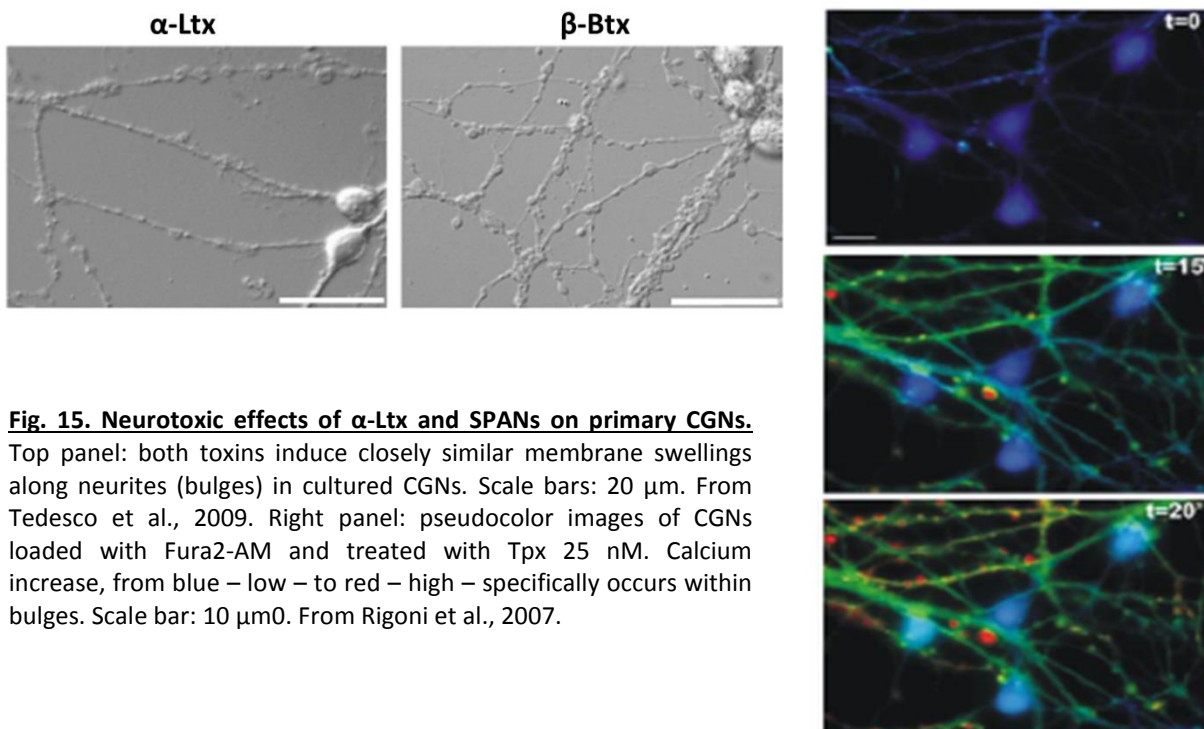 α-Ltx
β-Btx
t=0
t=15'
t=20'
Fig. 15. Neurotoxic effects of α-Ltx and SPANs on primary CGNs.
Top panel: both toxins induce closely similar membrane swellings
along neurites (bulges) in cultured CGNs. Scale bars: 20 μm. From
Tedesco et al., 2009. Right panel: pseudocolor images of CGNs
loaded with Fura2-AM and treated with Tpx 25 nM. Calcium
increase, from blue – low – to red – high – specifically occurs within
bulges. Scale bar: 10 μm0. From Rigoni et al., 2007.